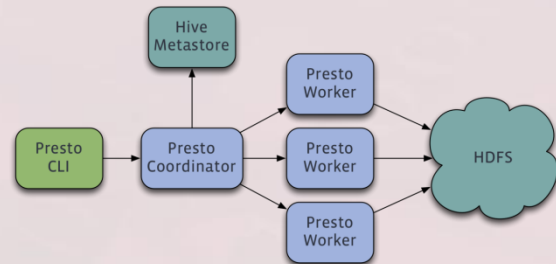 Hive
Metastore
Presto
Worker
Presto
CLI
Presto
Coordinator
Presto
Worker
HDFS
Presto
Worker